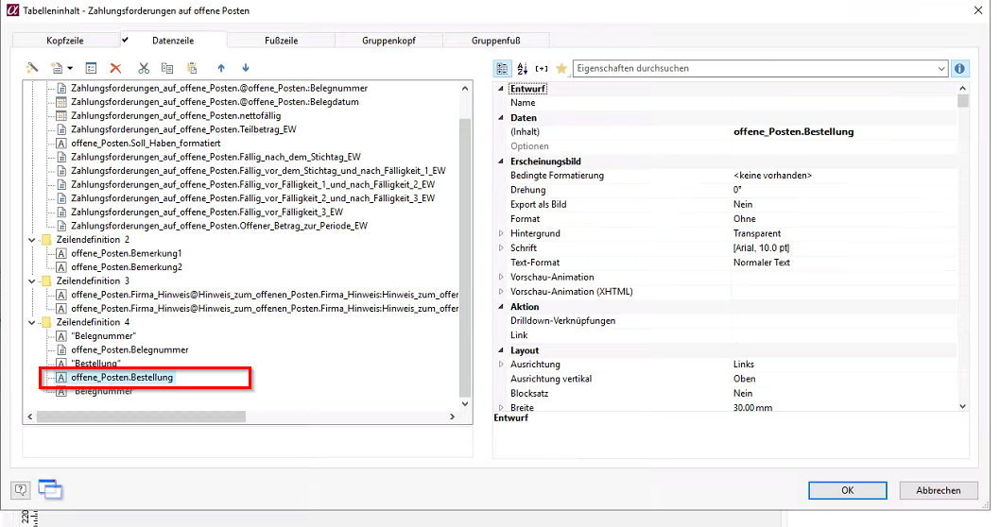 Tabelleninhalt - Zahlungsforderungen auf offene Posten
Kopfzeile
Datenzeile
Fußzeile
Gruppenkopf
Gruppenfuß
Eigenschaften durchsuchen
Zahlungsforderungen_auf_offene_Posten.@offene_Posten.:Belegnummer
Zahlungsforderungen_auf_offene_Posten.@offene_Posten.:Belegdatum
Zahlungsforderungen_auf_offene_Posten.nettofällig
Zahlungsforderungen_auf_offene_Posten.Teilbetrag_EW
offene_Posten.Soll_Haben_formatiert
Zahlungsforderungen_auf_offene_Posten.Fällig_nach_dem_Stichtag_EW
Zahlungsforderungen_auf_offene_Posten.Fällig_vor_dem_Stichtag_und_nach_Fälligkeit_1_EW
Zahlungsforderungen_auf_offene_Posten.Fällig_vor_Fälligkeit_1_und_nach_Fälligkeit_2_EW
Zahlungsforderungen_auf_offene_Posten.Fällig_vor_Fälligkeit_2_und_nach_Fälligkeit_3_EW
Zahlungsforderungen_auf_offene_Posten.Fällig_vor_Fälligkeit_3_EW
Zahlungsforderungen_auf_offene_Posten.Offener_Betrag_zur_Periode_EW
Zeilendefinition 2
offene_Posten.Bemerkung1
offene_Posten.Bemerkung2
Zeilendefinition 3
offene_Posten.Firma_Hinweis@Hinweis_zum_offenen_Posten.Firma_Hinweis:Hinweis_zum_offer
offene_Posten.Firma_Hinweis@Hinweis_zum_offenen_Posten.Firma_Hinweis:Hinweis_zum_offer
Zeilendefinition 4
"Belegnummer"
offene_Posten.Belegnummer
"Bestellung"
offene_Posten.Bestellung
"Belegnummer"
Entwurf
Name
Daten
(Inhalt) offene_Posten.Bestellung
Optionen
Erscheinungsbild
Bedingte Formatierung <keine vorhanden>
Drehung 0°
Export als Bild Nein
Format Ohne
Hintergrund Transparent
Schrift [Arial, 10.0 pt]
Text-Format Normaler Text
Vorschau-Animation
Vorschau-Animation (XHTML)
Aktion
Drilldown-Verknüpfungen
Link
Layout
Ausrichtung Links
Ausrichtung vertikal Oben
Blocksatz Nein
Breite 30.00 mm
Entwurf
OK
Abbrechen
220